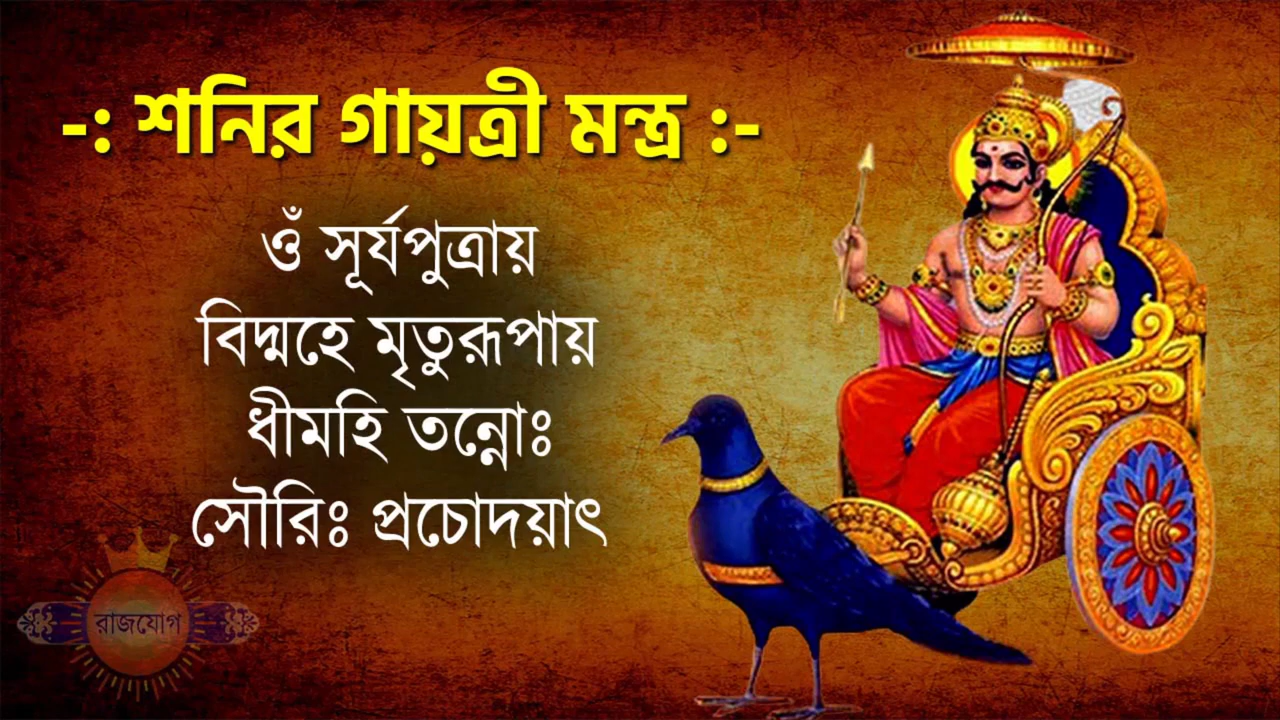 -: শনির গায়ত্রী মন্ত্র :-
ওঁ সূর্যপুত্রায়
বিদ্মহে মৃতুরূপায়
ধীমহি তন্নোঃ
সৌরিঃ প্রচোদয়াৎ
রাজযোগ